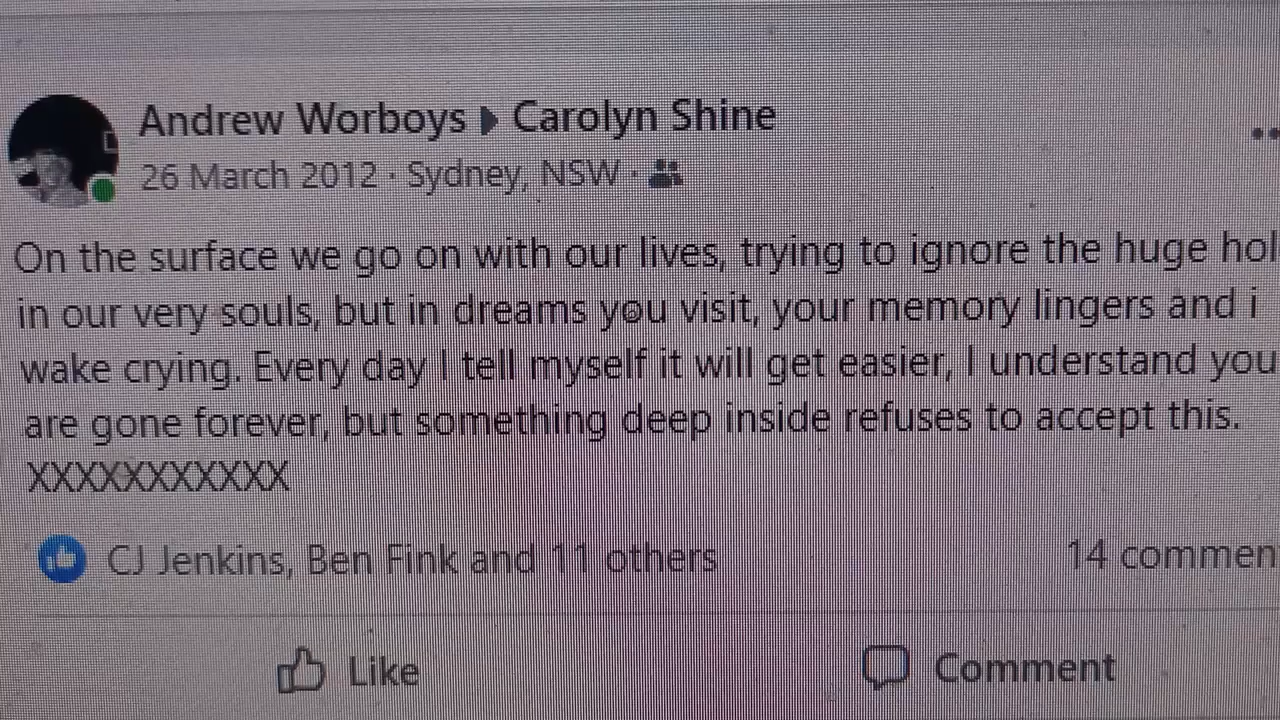 Andrew Worboys Carolyn Shine
26 March 2012 · Sydney, NSW ·
On the surface we go on with our lives, trying to ignore the huge hol
in our very souls, but in dreams you visit, your memory lingers and i
wake crying. Every day I tell myself it will get easier, I understand you
are gone forever, but something deep inside refuses to accept this.
XXXXXXXXXXX
CJ Jenkins, Ben Fink and 11 others
14 commen
Like
Comment